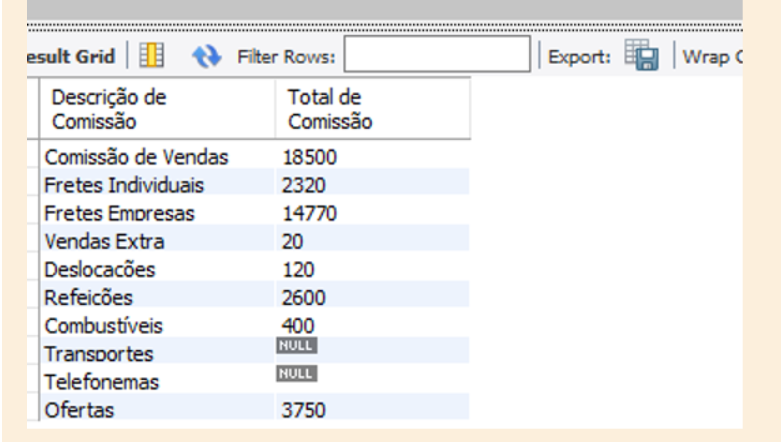 esult Grid Filter Rows: Export: Wrap C
Descrição de Total de
Comissão Comissão
Comissão de Vendas 18500
Fretes Individuais 2320
Fretes Empresas 14770
Vendas Extra 20
Deslocacões 120
Refeicões 2600
Combustíveis 400
Transportes NULL
Telefonemas NULL
Ofertas 3750